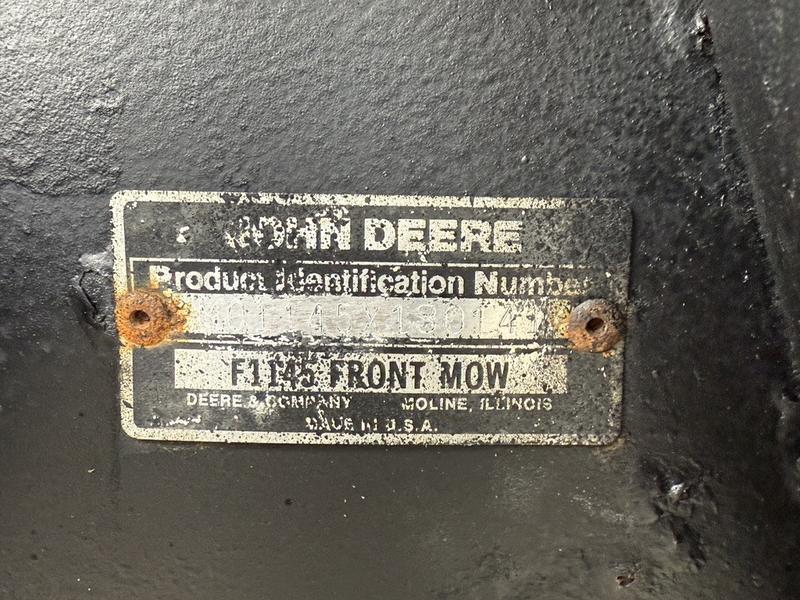 JOHN DEERE
Product Identification Number
F1145 FRONT MOW
DEERE & COMPANY MOLINE, ILLINOIS
MADE IN U.S.A.